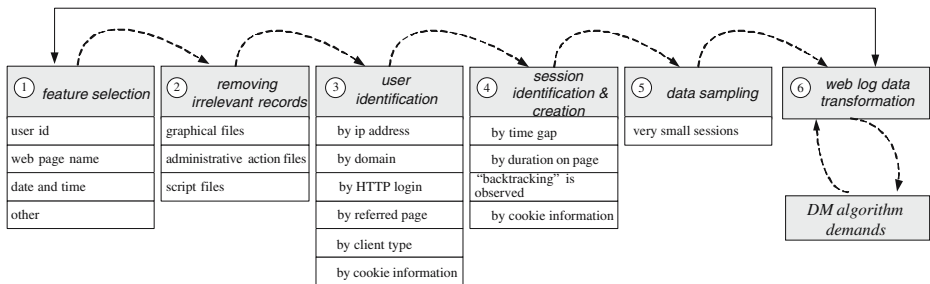 1 feature selection
user id
web page name
date and time
other
2 removing
irrelevant records
graphical files
administrative action files
script files
3 user
identification
by ip address
by domain
by HTTP login
by referred page
by client type
by cookie information
4 session
identification &
creation
by time gap
by duration on page
“backtracking” is
observed
by cookie information
5 data sampling
very small sessions
6 web log data
transformation
DM algorithm
demands